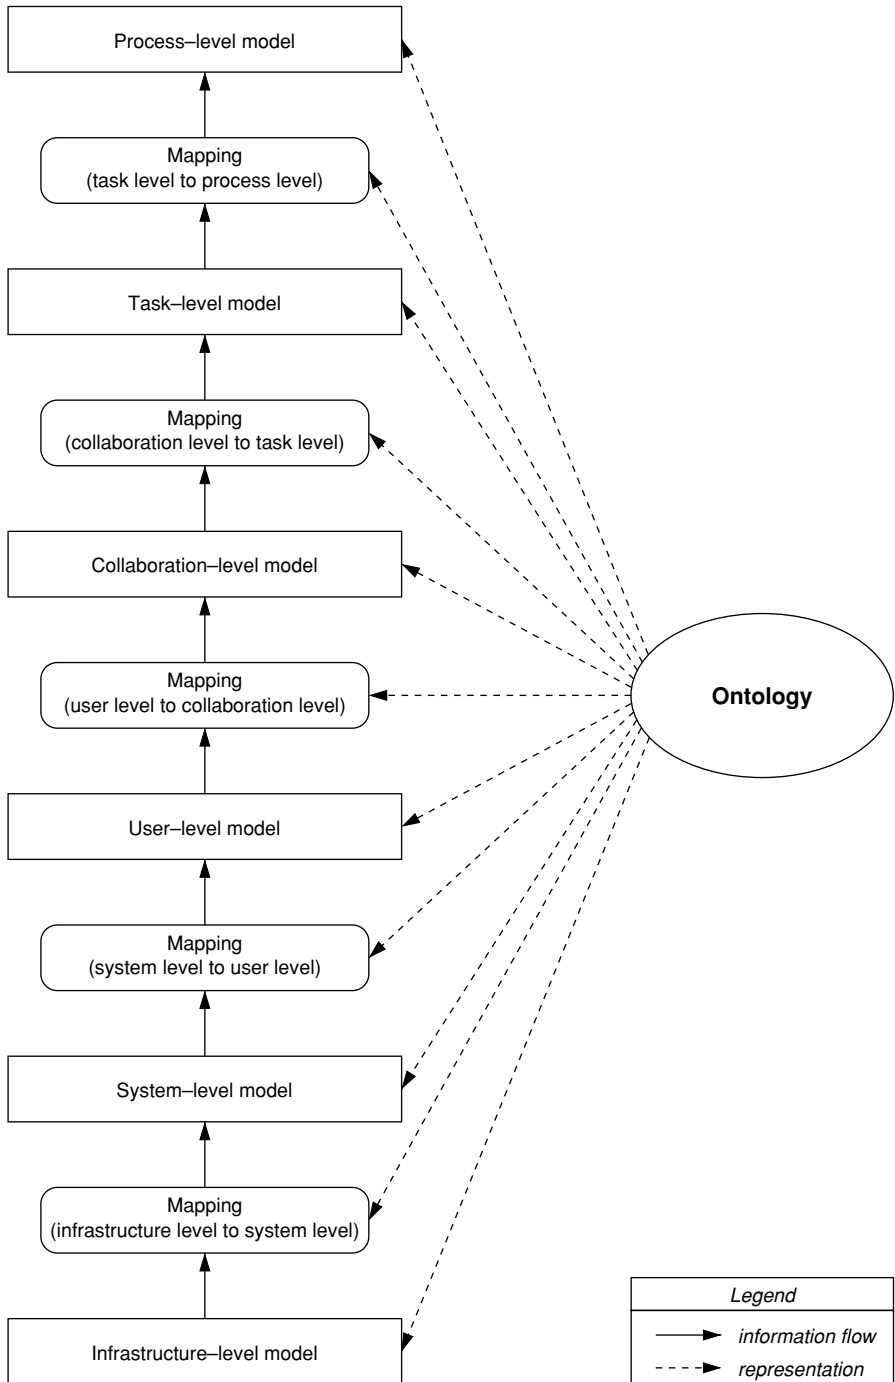 Process–level model
Mapping
(task level to process level)
Task–level model
Mapping
(collaboration level to task level)
Collaboration–level model
Mapping
(user level to collaboration level)
Ontology
User–level model
Mapping
(system level to user level)
System–level model
Mapping
(infrastructure level to system level)
Infrastructure–level model
Legend
information flow
representation